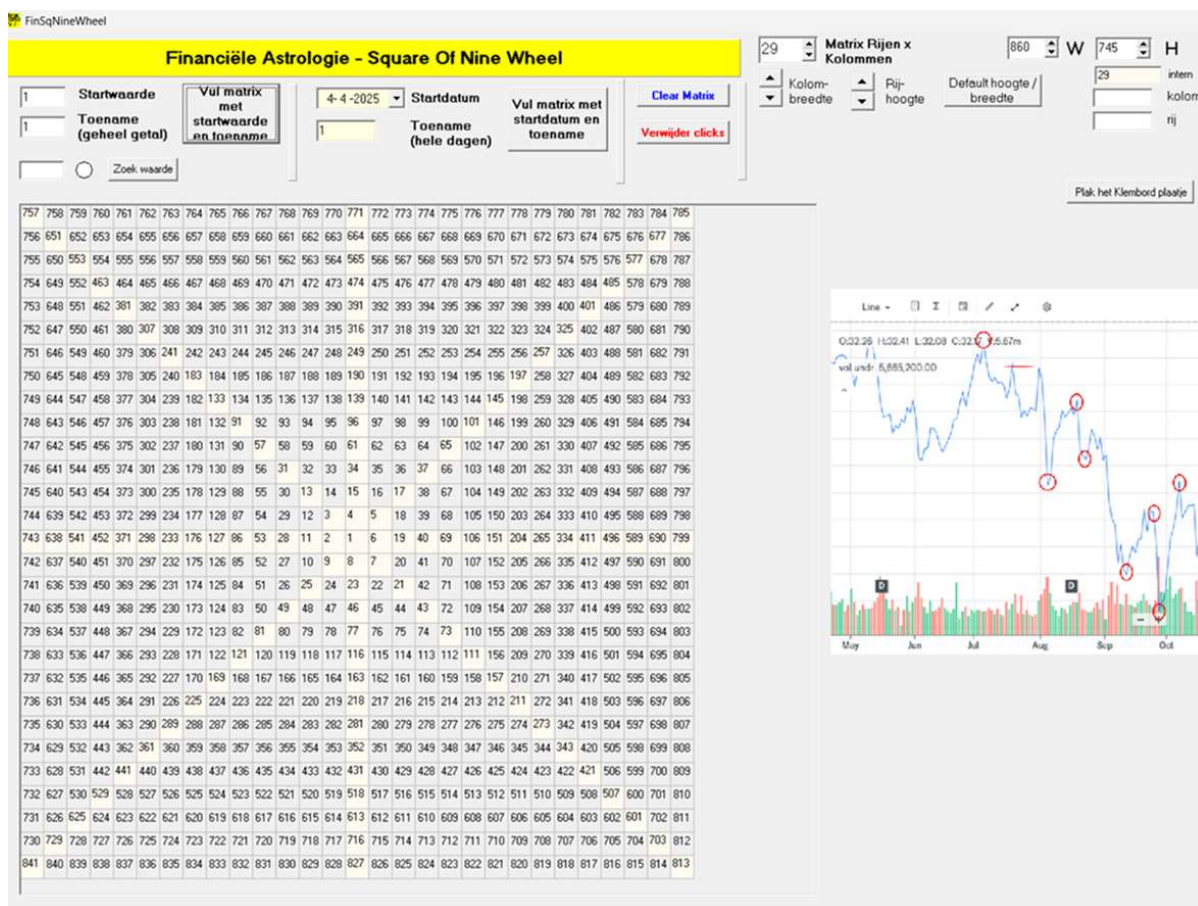 FinSqNineWheel
Financiële Astrologie - Square Of Nine Wheel
29 Matrix Rijen x Kolommen 860 W 745 H
29 intern
kolom
rij
Kolom-breedte
Rij-hoogte
Default hoogte / breedte
1 Startwaarde
1 Toename (geheel getal)
Vul matrix met startwaarde en toename
4- 4 -2025 Startdatum
1 Toename (hele dagen)
Vul matrix met startdatum en toename
Clear Matrix
Verwijder clicks
Zoek waarde
Plak het Klembord plaatje
757 758 759 760 761 762 763 764 765 766 767 768 769 770 771 772 773 774 775 776 777 778 779 780 781 782 783 784 785
756 651 652 653 654 655 656 657 658 659 660 661 662 663 664 665 666 667 668 669 670 671 672 673 674 675 676 677 786
755 650 553 554 555 556 557 558 559 560 561 562 563 564 565 566 567 568 569 570 571 572 573 574 575 576 577 678 787
754 649 552 463 464 465 466 467 468 469 470 471 472 473 474 475 476 477 478 479 480 481 482 483 484 485 578 679 788
753 648 551 462 381 382 383 384 385 386 387 388 389 390 391 392 393 394 395 396 397 398 399 400 401 486 579 680 789
752 647 550 461 380 307 308 309 310 311 312 313 314 315 316 317 318 319 320 321 322 323 324 325 402 487 580 681 790
751 646 549 460 379 306 241 242 243 244 245 246 247 248 249 250 251 252 253 254 255 256 257 326 403 488 581 682 791
750 645 548 459 378 305 240 183 184 185 186 187 188 189 190 191 192 193 194 195 196 197 258 327 404 489 582 683 792
749 644 547 458 377 304 239 182 133 134 135 136 137 138 139 140 141 142 143 144 145 198 259 328 405 490 583 684 793
748 643 546 457 376 303 238 181 132 91 92 93 94 95 96 97 98 99 100 101 146 199 260 329 406 491 584 685 794
747 642 545 456 375 302 237 180 131 90 57 58 59 60 61 62 63 64 65 102 147 200 261 330 407 492 585 686 795
746 641 544 455 374 301 236 179 130 89 56 31 32 33 34 35 36 37 66 103 148 201 262 331 408 493 586 687 796
745 640 543 454 373 300 235 178 129 88 55 30 13 14 15 16 17 38 67 104 149 202 263 332 409 494 587 688 797
744 639 542 453 372 299 234 177 128 87 54 29 12 3 4 5 18 39 68 105 150 203 264 333 410 495 588 689 798
743 638 541 452 371 298 233 176 127 86 53 28 11 2 1 6 19 40 69 106 151 204 265 334 411 496 589 690 799
742 637 540 451 370 297 232 175 126 85 52 27 10 9 8 7 20 41 70 107 152 205 266 335 412 497 590 691 800
741 636 539 450 369 296 231 174 125 84 51 26 25 24 23 22 21 42 71 108 153 206 267 336 413 498 591 692 801
740 635 538 449 368 295 230 173 124 83 50 49 48 47 46 45 44 43 72 109 154 207 268 337 414 499 592 693 802
739 634 537 448 367 294 229 172 123 82 81 80 79 78 77 76 75 74 73 110 155 208 269 338 415 500 593 694 803
738 633 536 447 366 293 228 171 122 121 120 119 118 117 116 115 114 113 112 111 156 209 270 339 416 501 594 695 804
737 632 535 446 365 292 227 170 169 168 167 166 165 164 163 162 161 160 159 158 157 210 271 340 417 502 595 696 805
736 631 534 445 364 291 226 225 224 223 222 221 220 219 218 217 216 215 214 213 212 211 272 341 418 503 596 697 806
735 630 533 444 363 290 289 288 287 286 285 284 283 282 281 280 279 278 277 276 275 274 273 342 419 504 597 698 807
734 629 532 443 362 361 360 359 358 357 356 355 354 353 352 351 350 349 348 347 346 345 344 343 420 505 598 699 808
733 628 531 442 441 440 439 438 437 436 435 434 433 432 431 430 429 428 427 426 425 424 423 422 421 506 599 700 809
732 627 530 529 528 527 526 525 524 523 522 521 520 519 518 517 516 515 514 513 512 511 510 509 508 507 600 701 810
731 626 625 624 623 622 621 620 619 618 617 616 615 614 613 612 611 610 609 608 607 606 605 604 603 602 601 702 811
730 729 728 727 726 725 724 723 722 721 720 719 718 717 716 715 714 713 712 711 710 709 708 707 706 705 704 703 812
841 840 839 838 837 836 835 834 833 832 831 830 829 828 827 826 825 824 823 822 821 820 819 818 817 816 815 814 813
Line
O:32.26 H:32.41 L:32.08
vol undr: 5,665,200.00
D D
May Jun Jul Aug Sep Oct